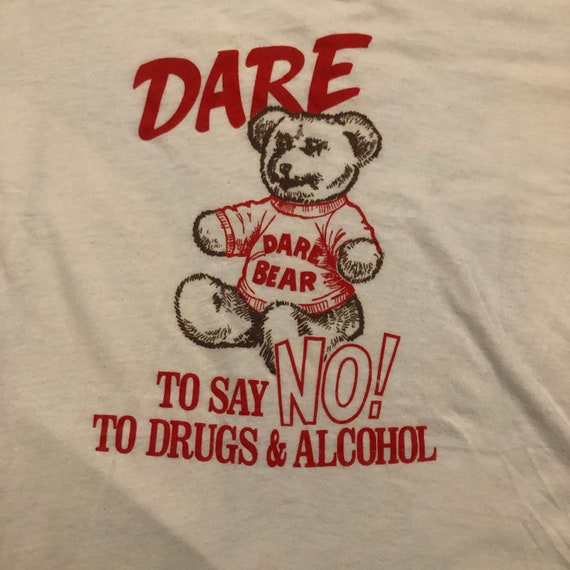 DARE
DARE
BEAR
TO SAY NO!
TO DRUGS & ALCOHOL